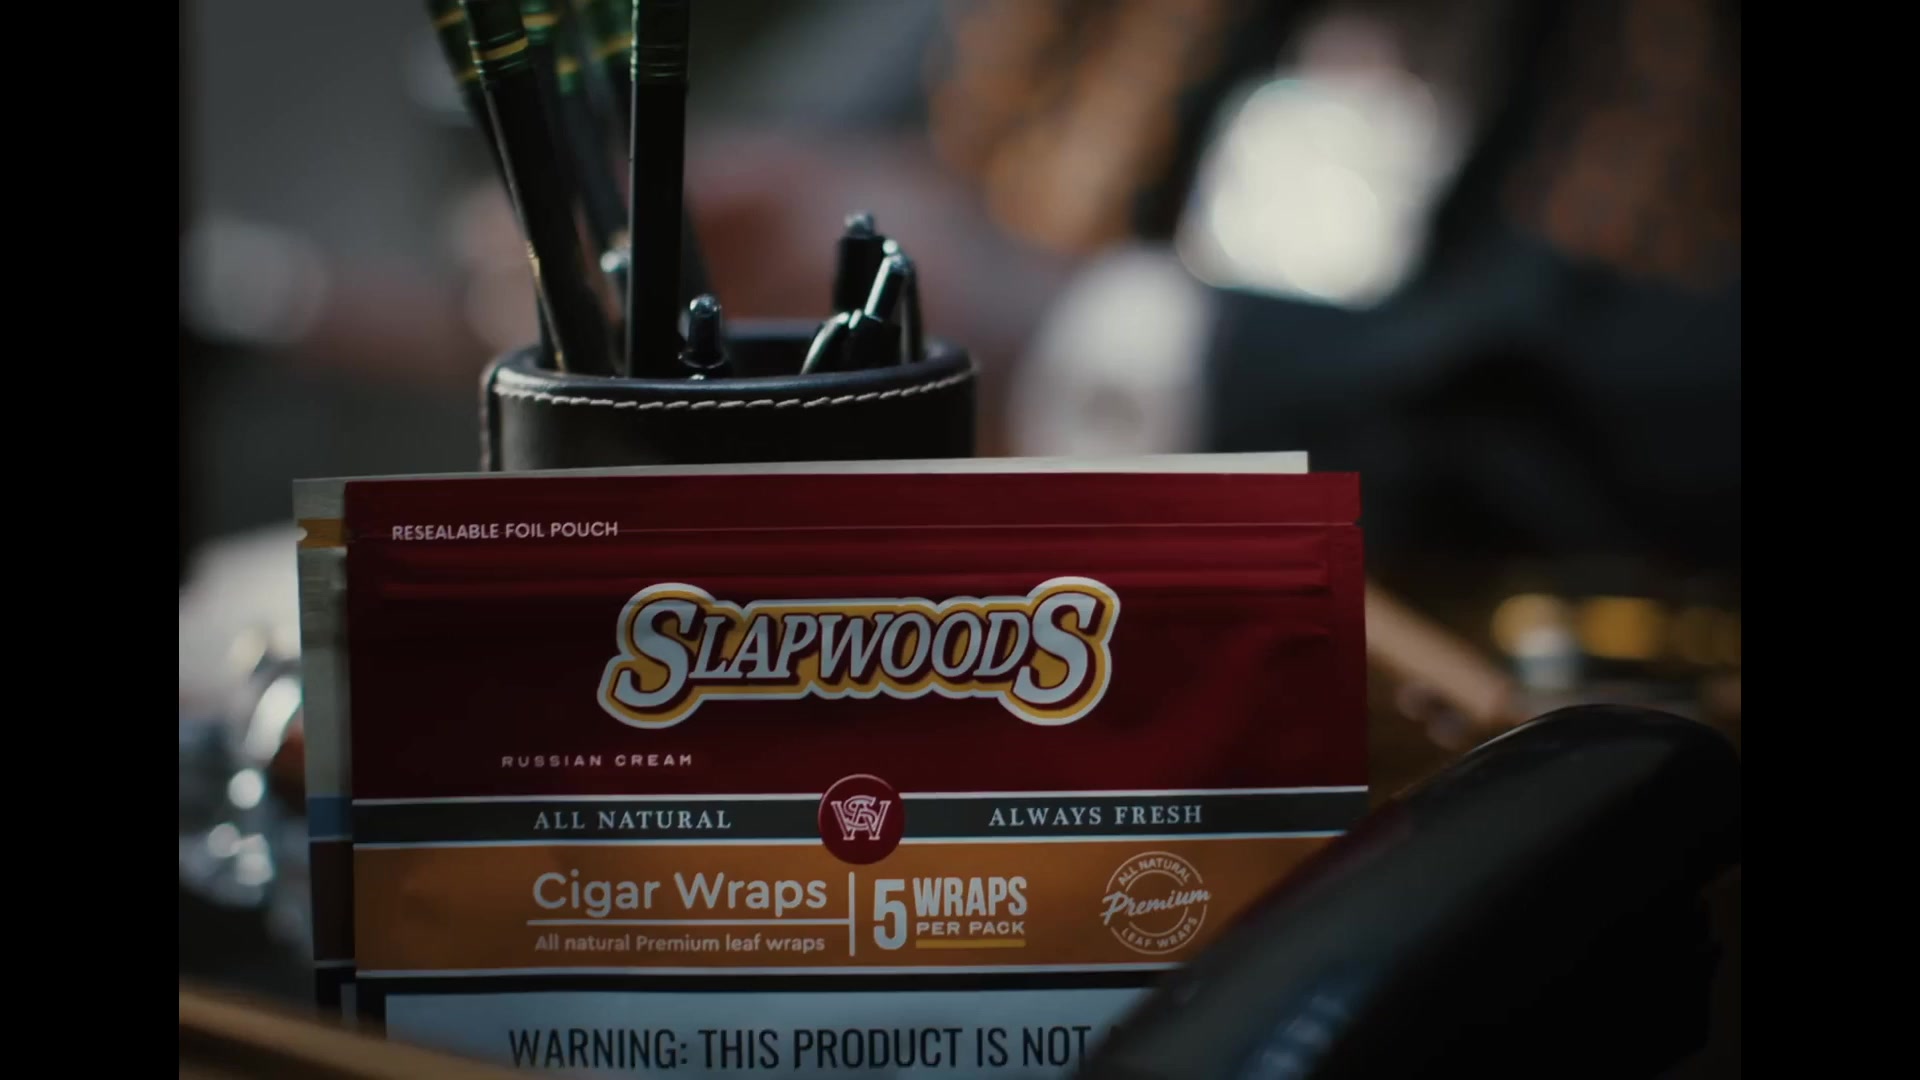 RESEALABLE FOIL POUCH
SLAPWOODS
RUSSIAN CREAM
ALL NATURAL
SW
ALWAYS FRESH
Cigar Wraps
All natural Premium leaf wraps
5 WRAPS
PER PACK
ALL NATURAL
Premium
LEAF WRAPS
WARNING: THIS PRODUCT IS NOT